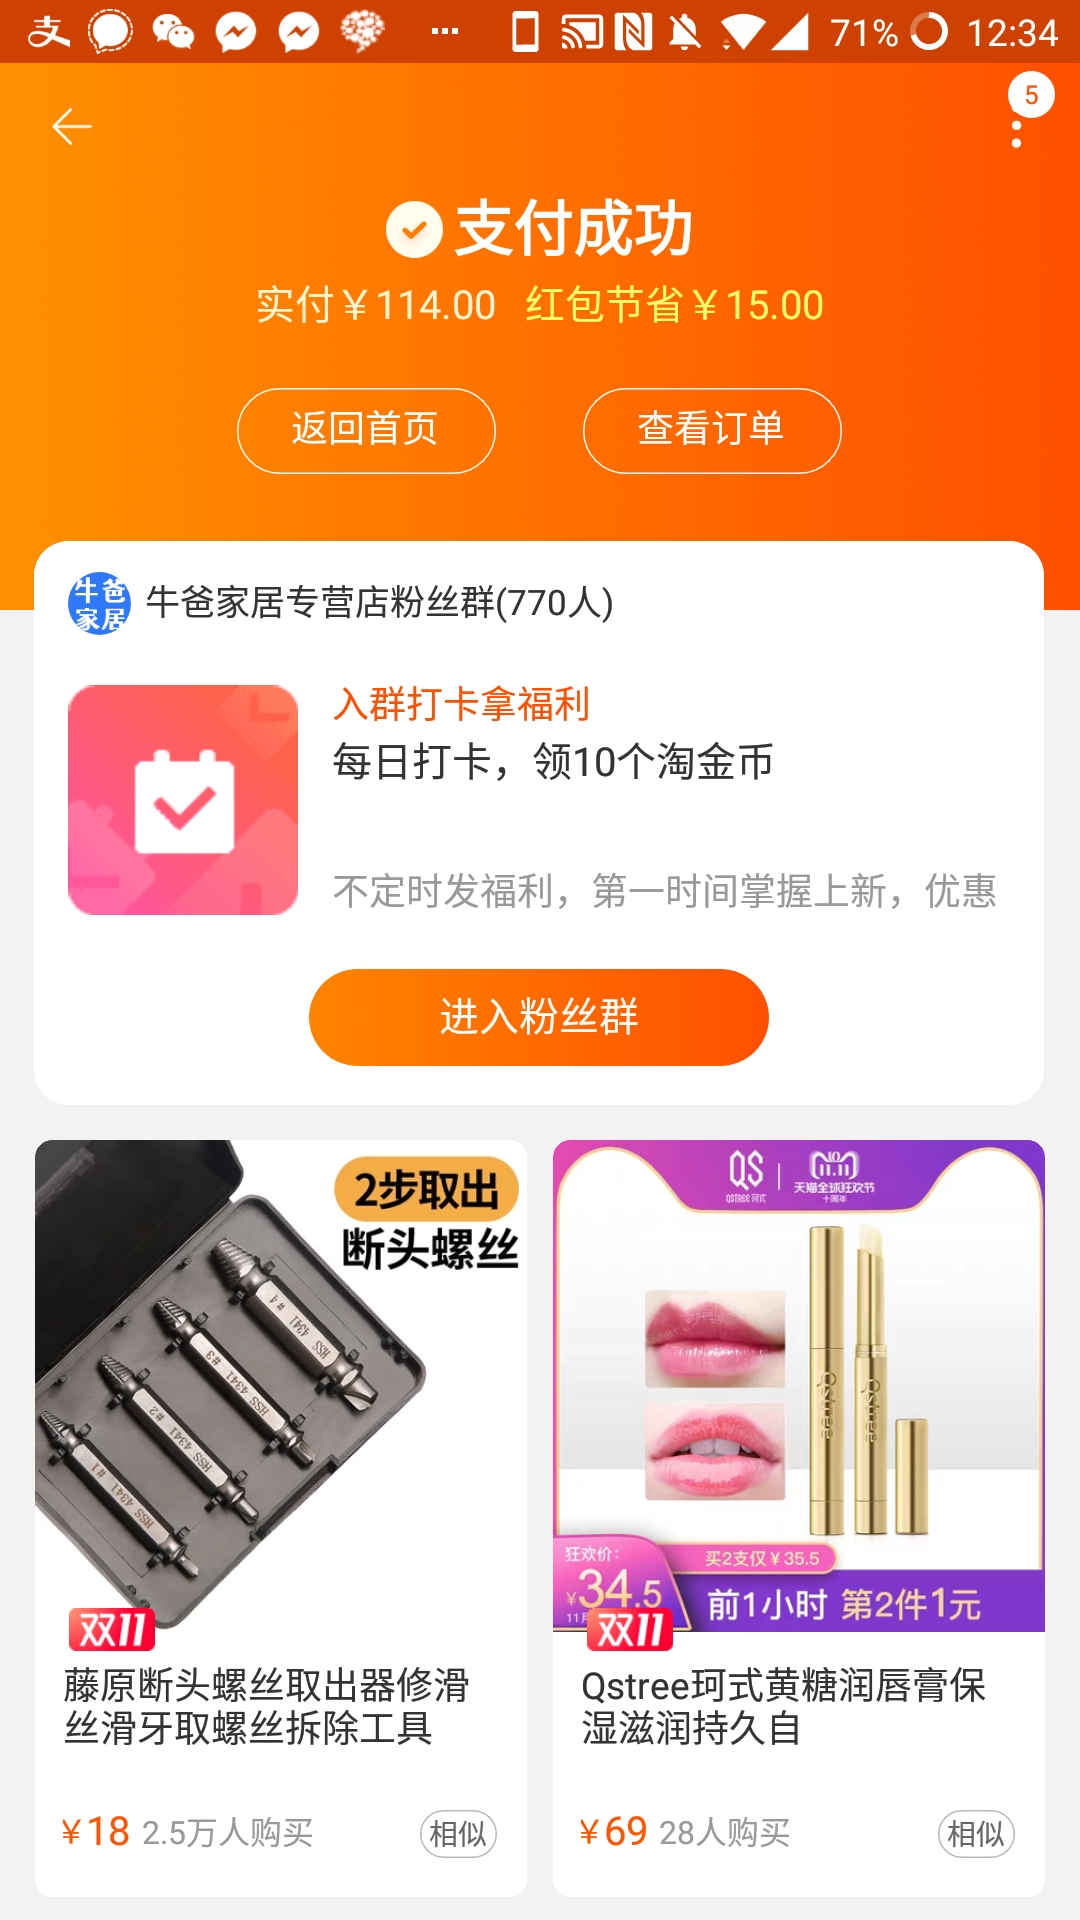 71% 12:34
5
支付成功
实付￥114.00 红包节省￥15.00
返回首页 查看订单
牛爸家居 牛爸家居专营店粉丝群(770人)
入群打卡拿福利
每日打卡，领10个淘金币
不定时发福利，第一时间掌握上新，优惠
进入粉丝群
2步取出
断头螺丝
HSS 4341 #4
HSS 4341 #3
HSS 4341 #2
HSS 4341 #1
双11
藤原断头螺丝取出器修滑
丝滑牙取螺丝拆除工具
￥18 2.5万人购买 相似
QS
QSTREE 珂式
11.11
天猫全球狂欢节
十周年
Qstree Qstree
狂欢价:
¥34.5
买2支仅￥35.5
前1小时 第2件1元
双11
Qstree珂式黄糖润唇膏保
湿滋润持久自
￥69 28人购买 相似